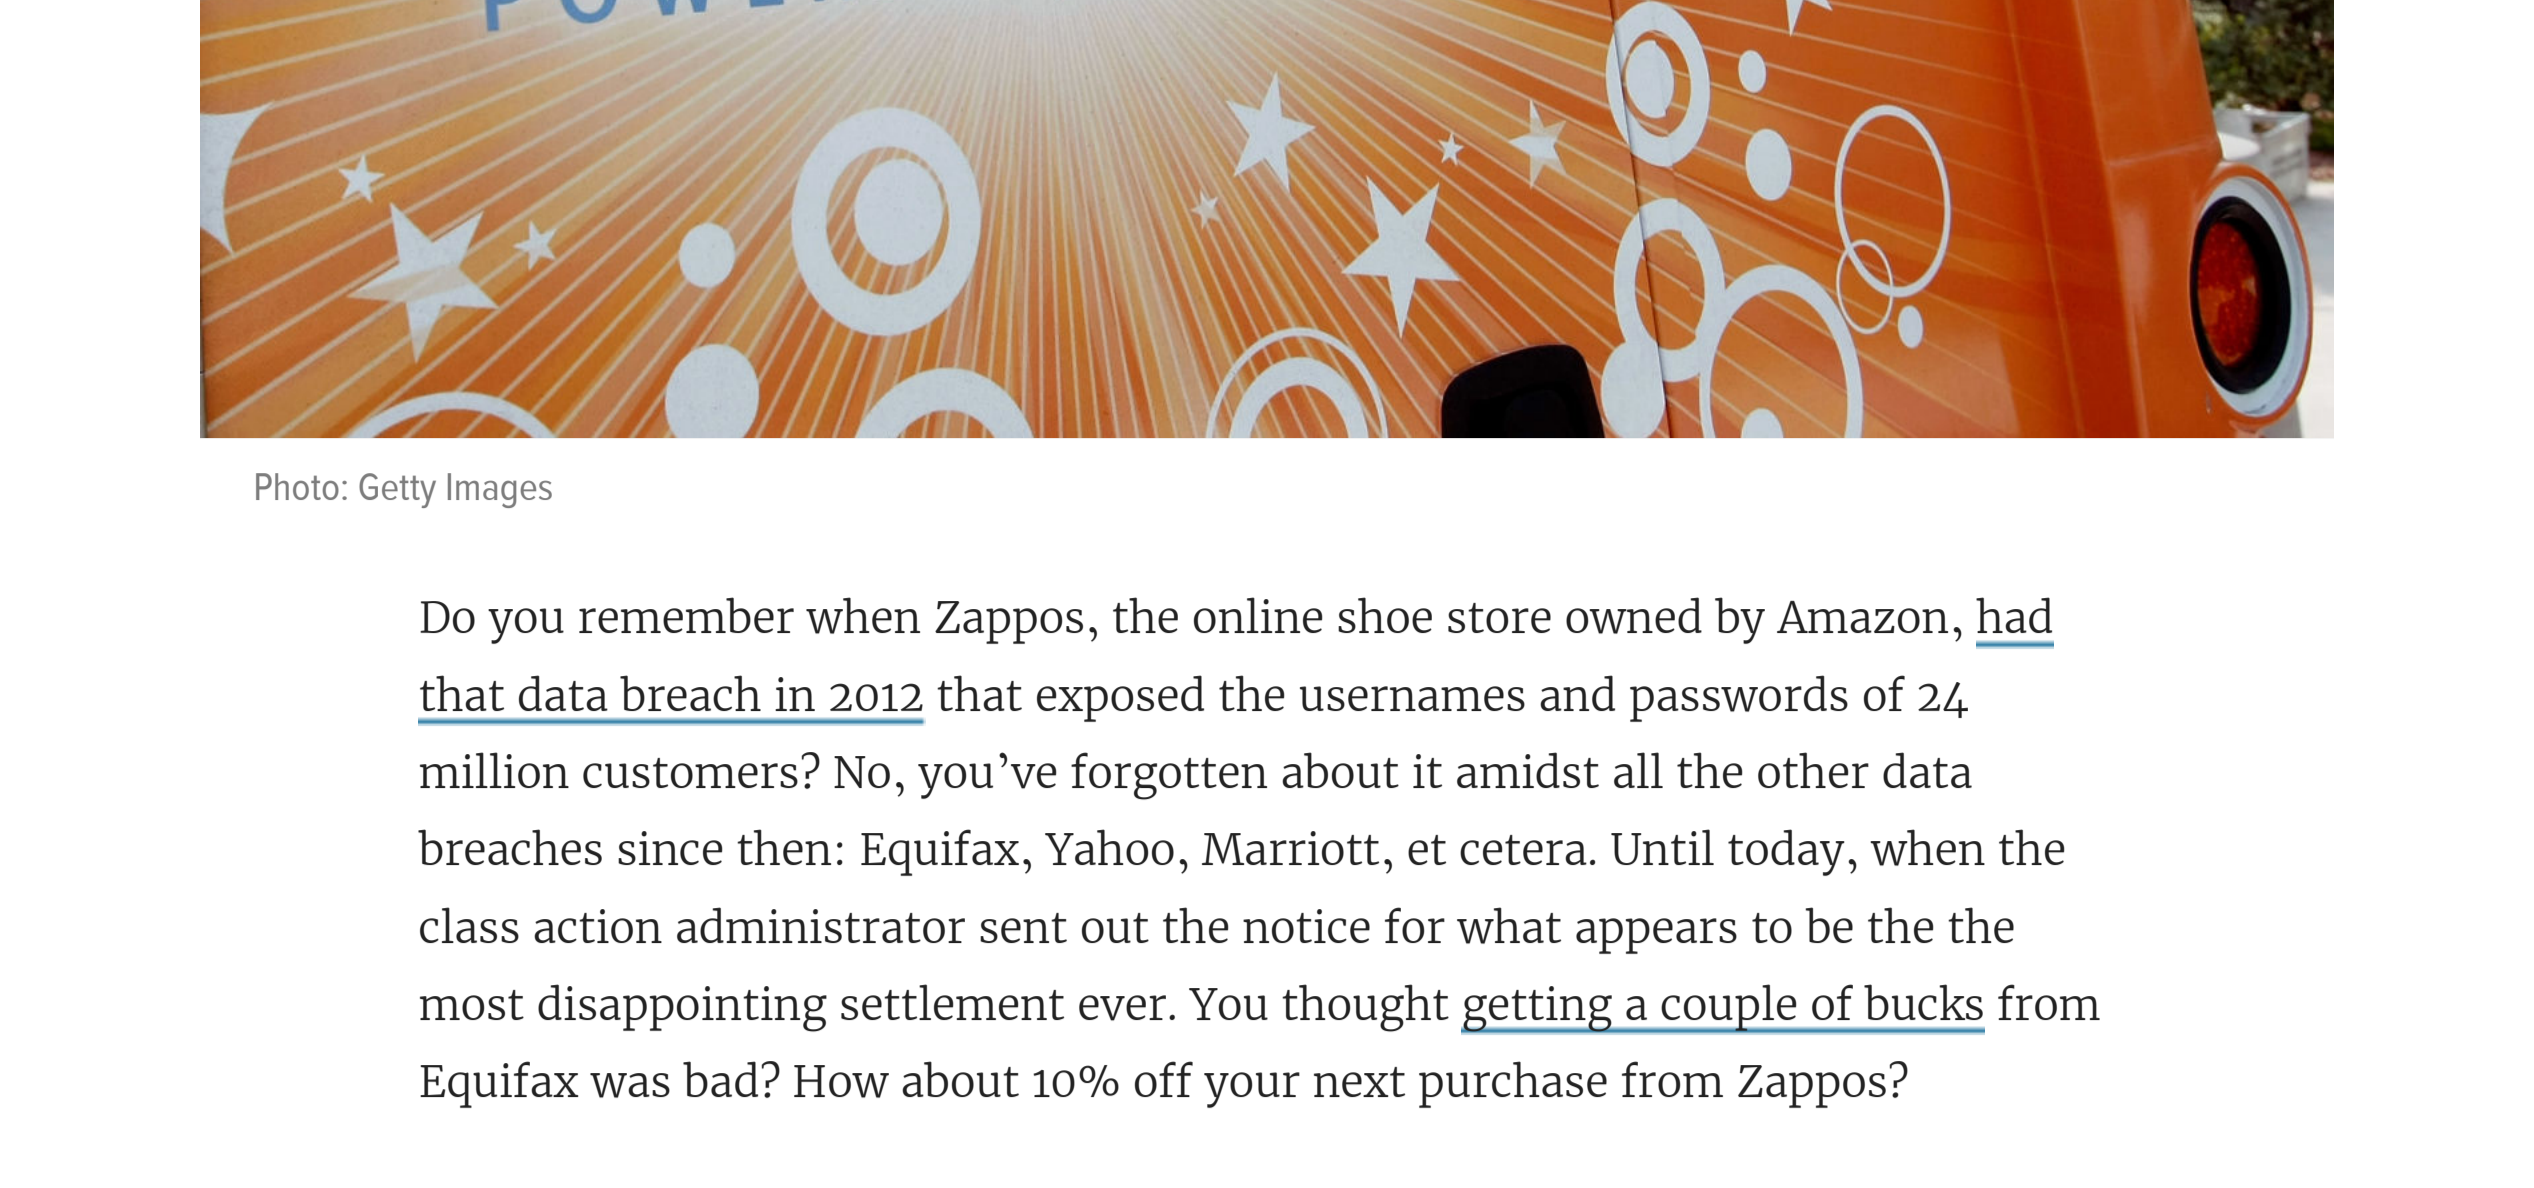 Photo: Getty Images
Do you remember when Zappos, the online shoe store owned by Amazon, had
that data breach in 2012 that exposed the usernames and passwords of 24
million customers? No, you’ve forgotten about it amidst all the other data
breaches since then: Equifax, Yahoo, Marriott, et cetera. Until today, when the
class action administrator sent out the notice for what appears to be the the
most disappointing settlement ever. You thought getting a couple of bucks from
Equifax was bad? How about 10% off your next purchase from Zappos?